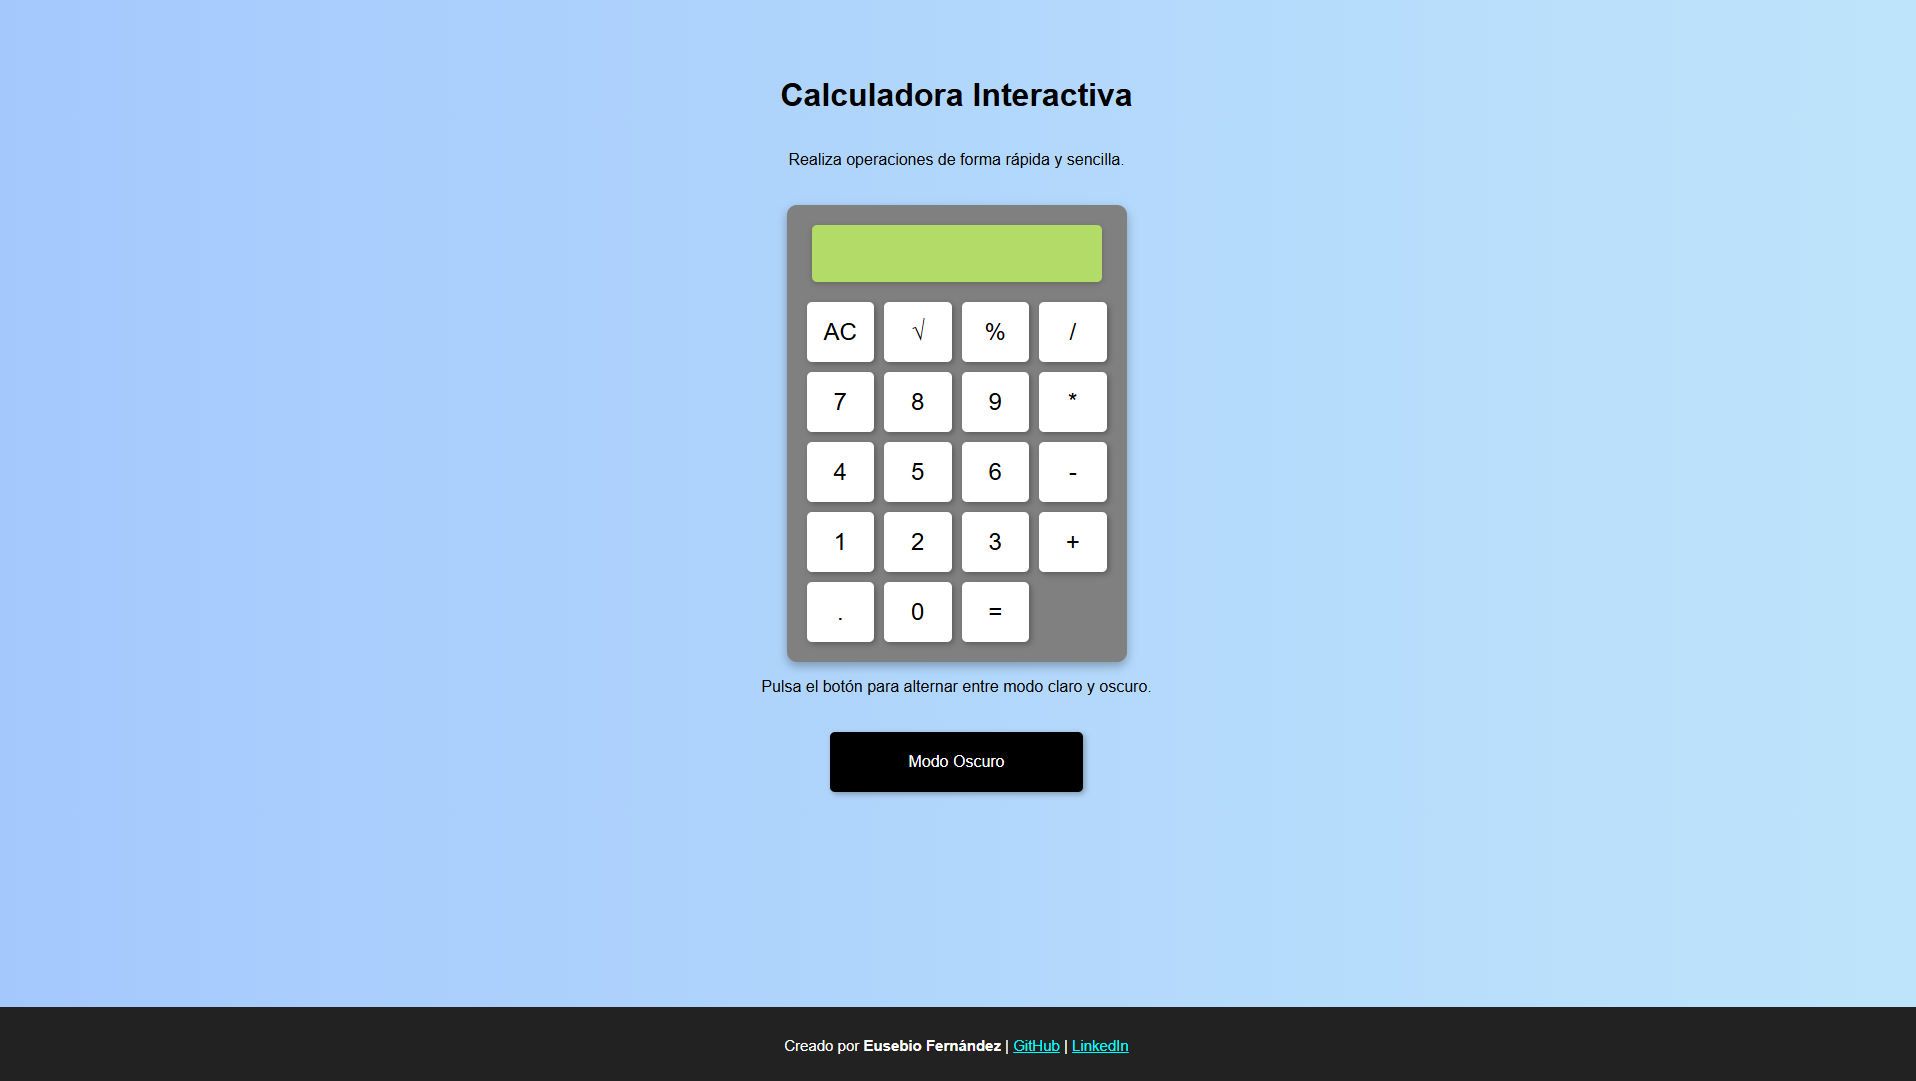 Calculadora Interactiva
Realiza operaciones de forma rápida y sencilla.
AC √ % /
7 8 9 *
4 5 6 -
1 2 3 +
. 0 =
Pulsa el botón para alternar entre modo claro y oscuro.
Modo Oscuro
Creado por Eusebio Fernández | GitHub | LinkedIn